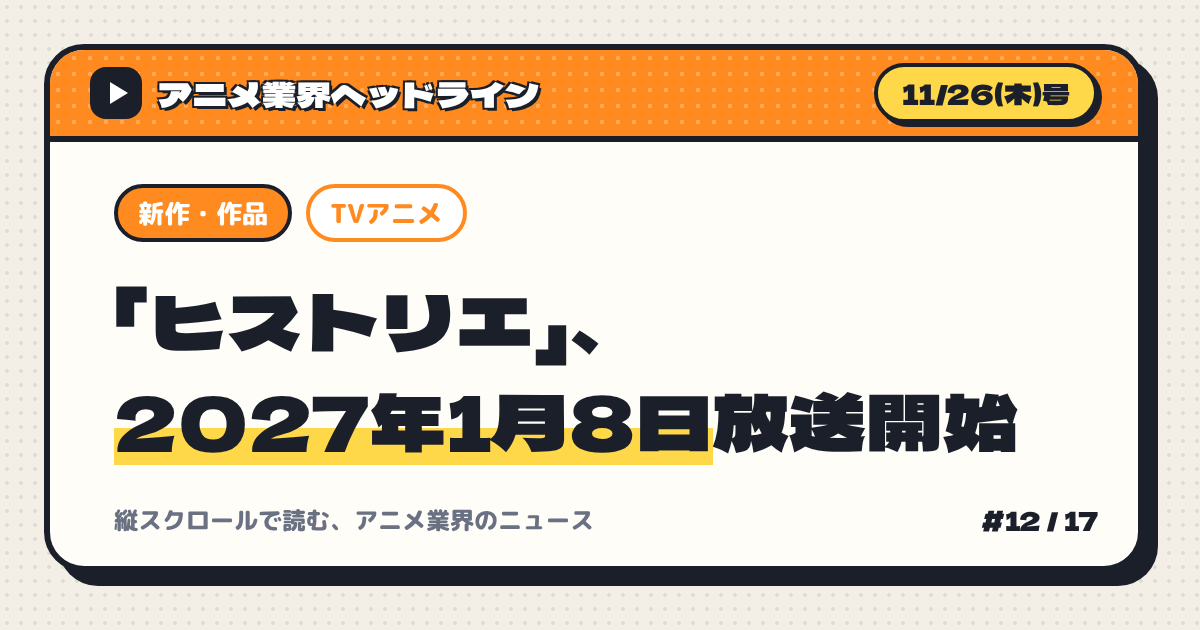 アニメ業界ヘッドライン
11/26(木)号
新作・作品
TVアニメ
「ヒストリエ」、
2027年1月8日放送開始
縦スクロールで読む、アニメ業界のニュース
#12 / 17